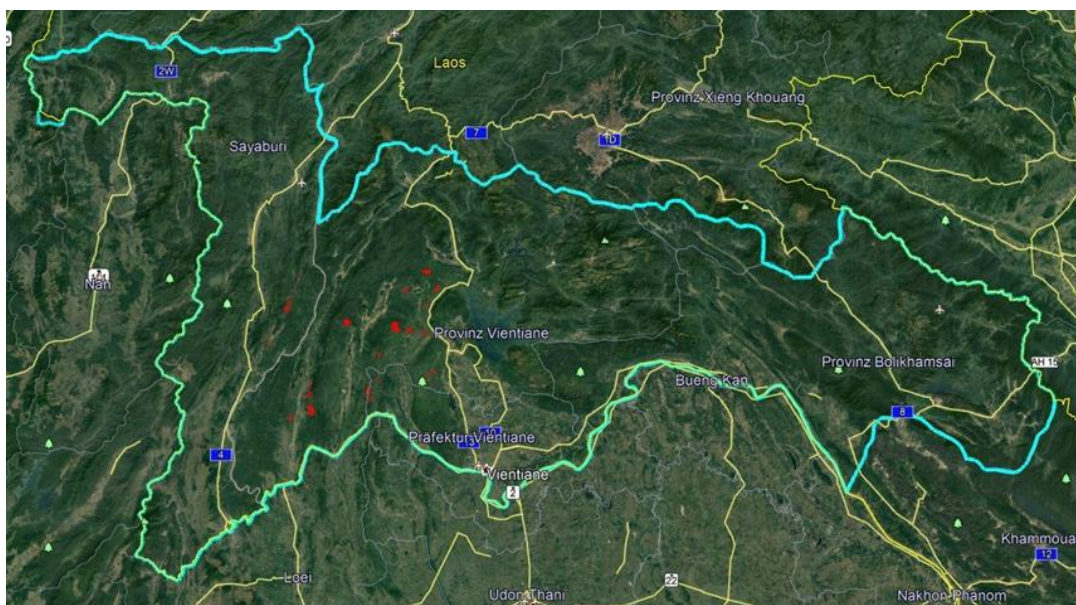 Laos
2W
Provinz Xieng Khouang
7
1D
Sayaburi
Nan
Provinz Vientiane
AH 15
Provinz Bolikhamsai
Bueng Kan
8
10
Präfektur Vientiane
13
4
Vientiane
2
Khammoua
12
Loei
22
Udon Thani
Nakhon Phanom